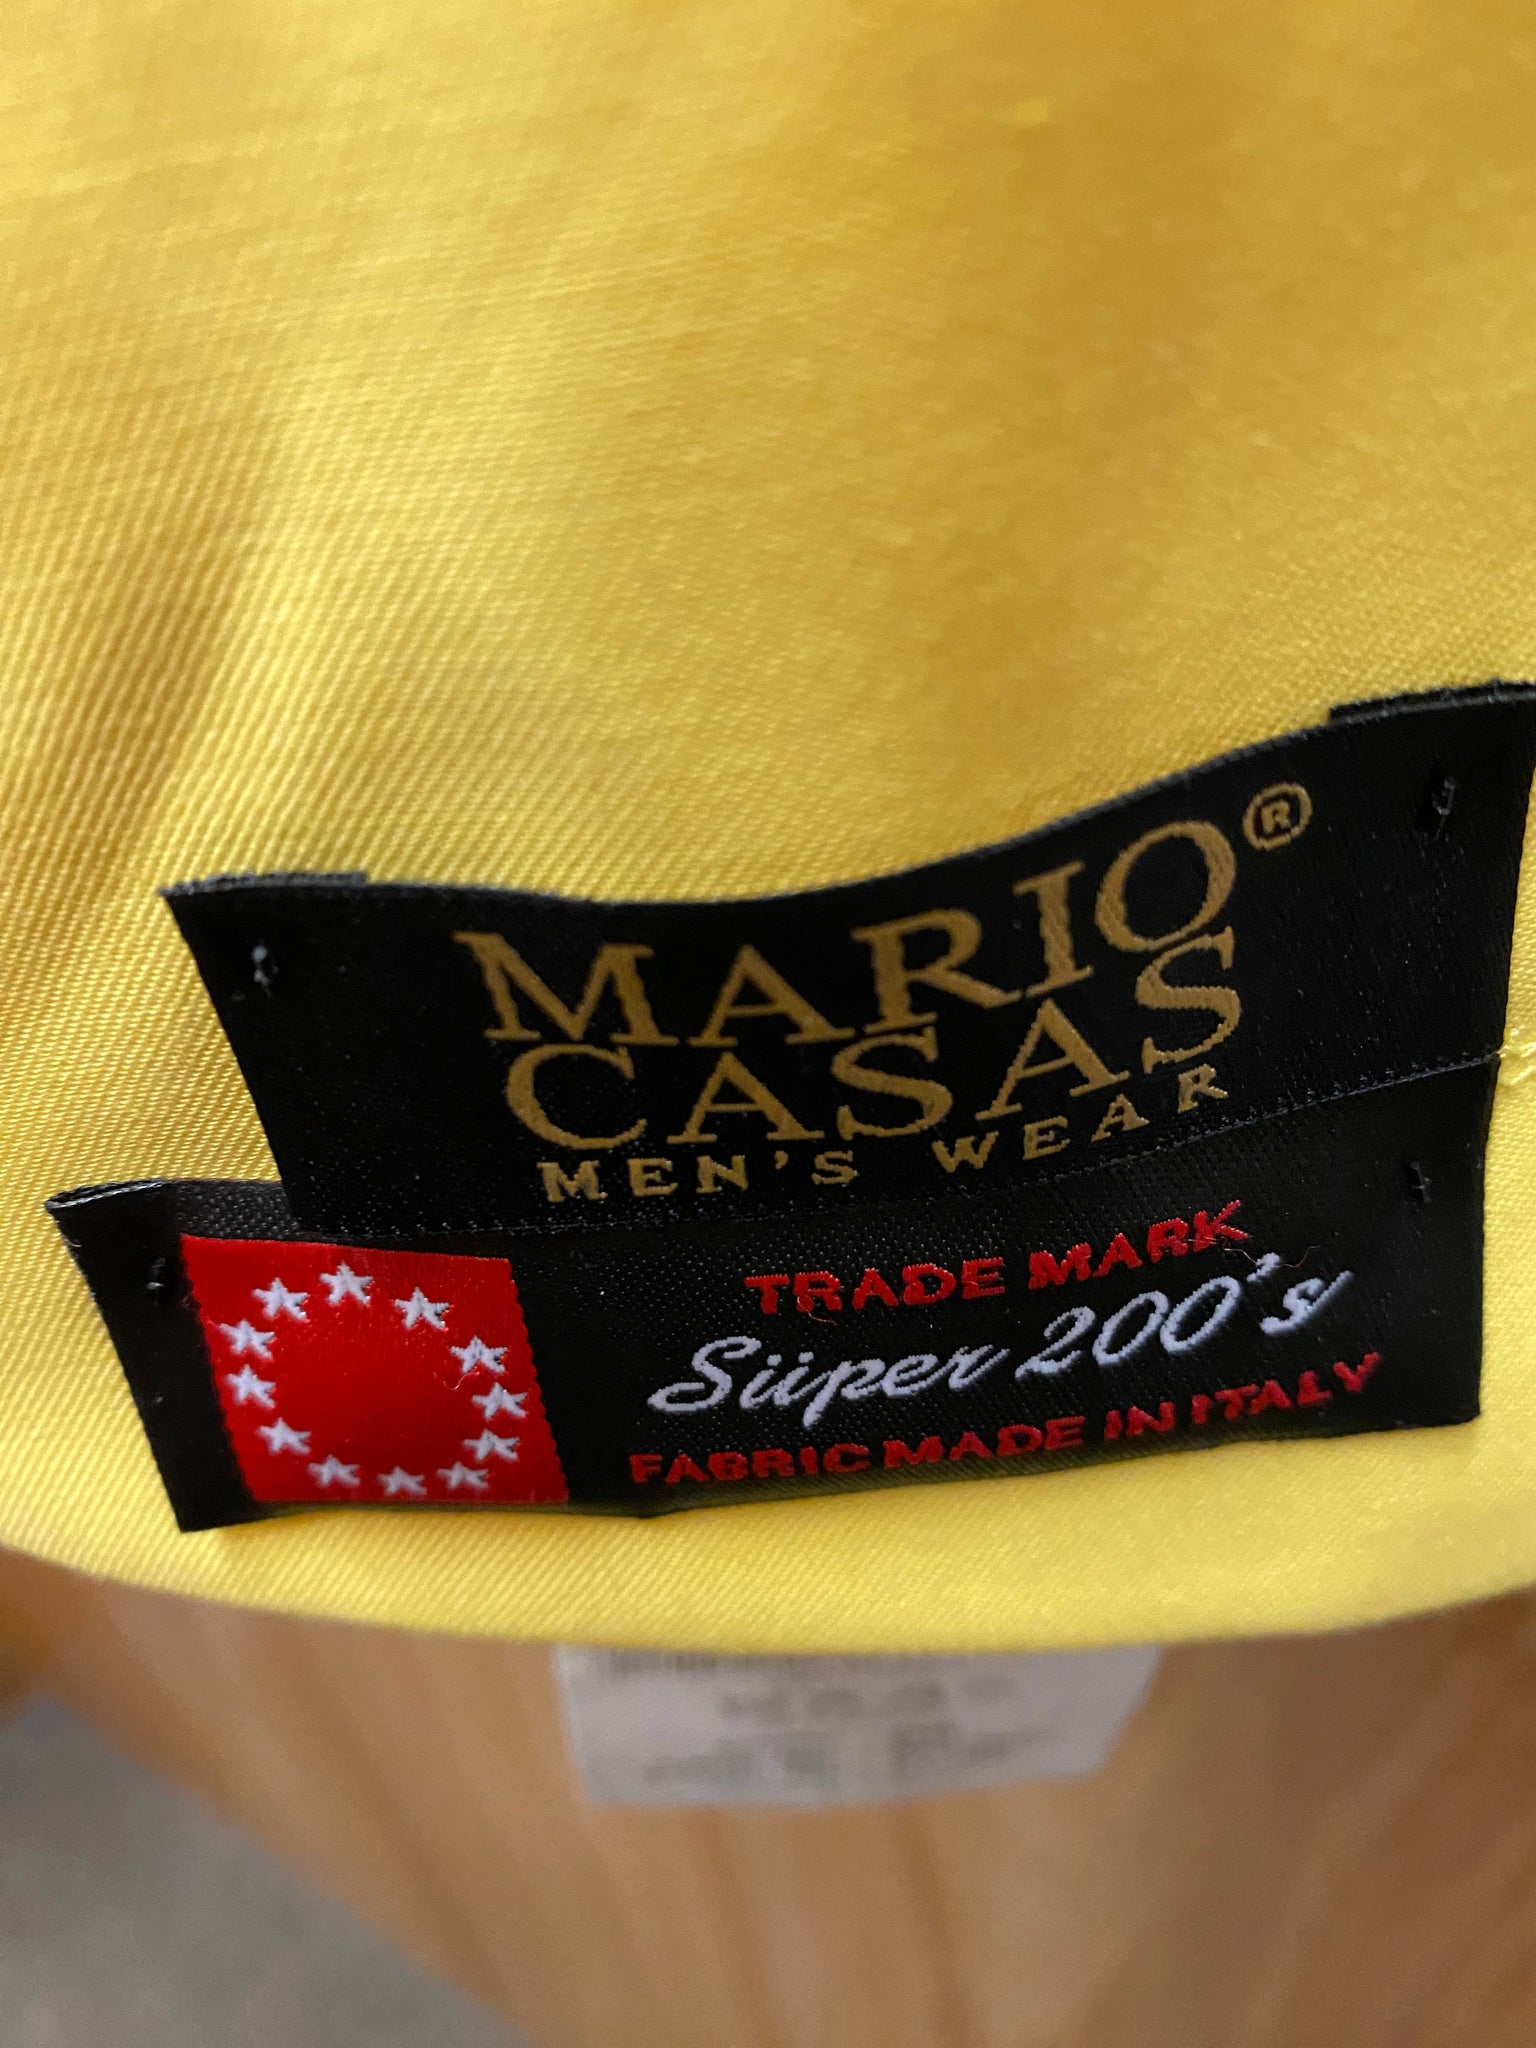 MARIO®
CASAS
MEN'S WEAR
TRADE MARK
Süper 200's
FABRIC MADE IN ITALY